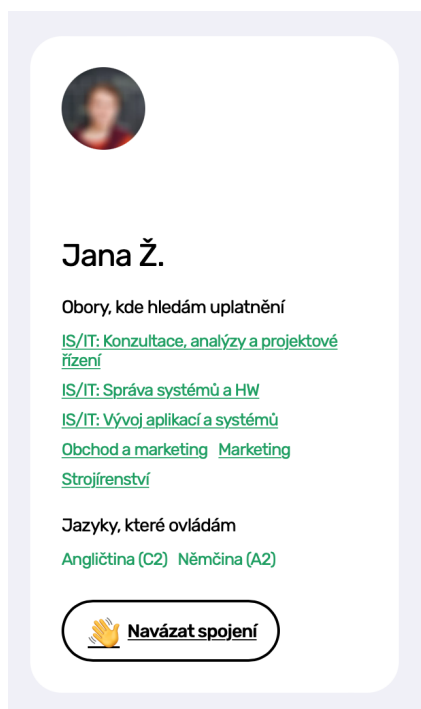 Jana Ž.
Obory, kde hledám uplatnění
IS/IT: Konzultace, analýzy a projektové
řízení
IS/IT: Správa systémů a HW
IS/IT: Vývoj aplikací a systémů
Obchod a marketing Marketing
Strojírenství
Jazyky, které ovládám
Angličtina (C2) Němčina (A2)
Navázat spojení